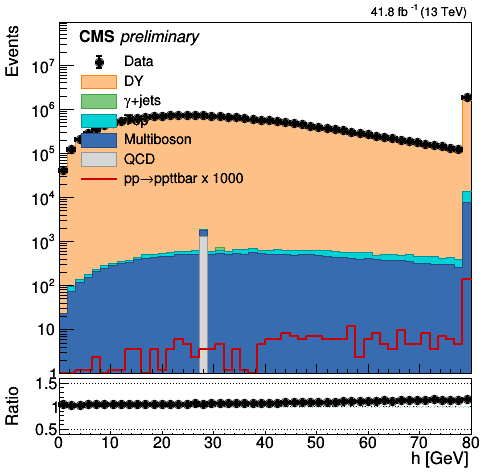 41.8 fb⁻¹ (13 TeV)
CMS preliminary
Data
DY
γ+jets
Multiboson
QCD
pp→ppttbar x 1000
Events
10⁷
10⁶
10⁵
10⁴
10³
10²
10
1
Ratio
1.5
1
0.5
0 10 20 30 40 50 60 70 80
h [GeV]